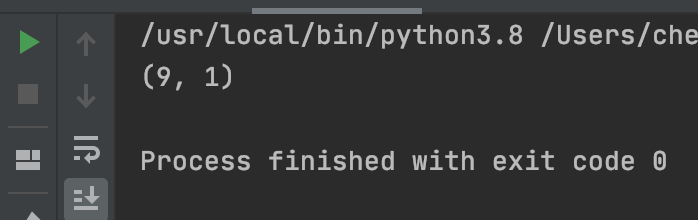 /usr/local/bin/python3.8 /Users/che
(9, 1)
Process finished with exit code 0